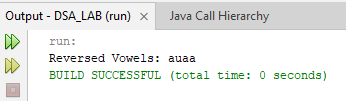 Output - DSA_LAB (run)
Java Call Hierarchy
run:
Reversed Vowels: auaa
BUILD SUCCESSFUL (total time: 0 seconds)